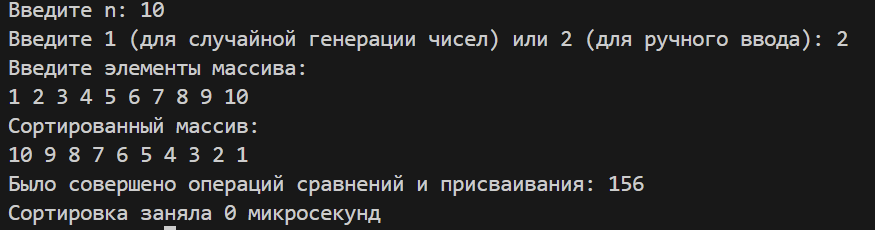 Введите n: 10
Введите 1 (для случайной генерации чисел) или 2 (для ручного ввода): 2
Введите элементы массива:
1 2 3 4 5 6 7 8 9 10
Сортированный массив:
10 9 8 7 6 5 4 3 2 1
Было совершено операций сравнений и присваивания: 156
Сортировка заняла 0 микросекунд